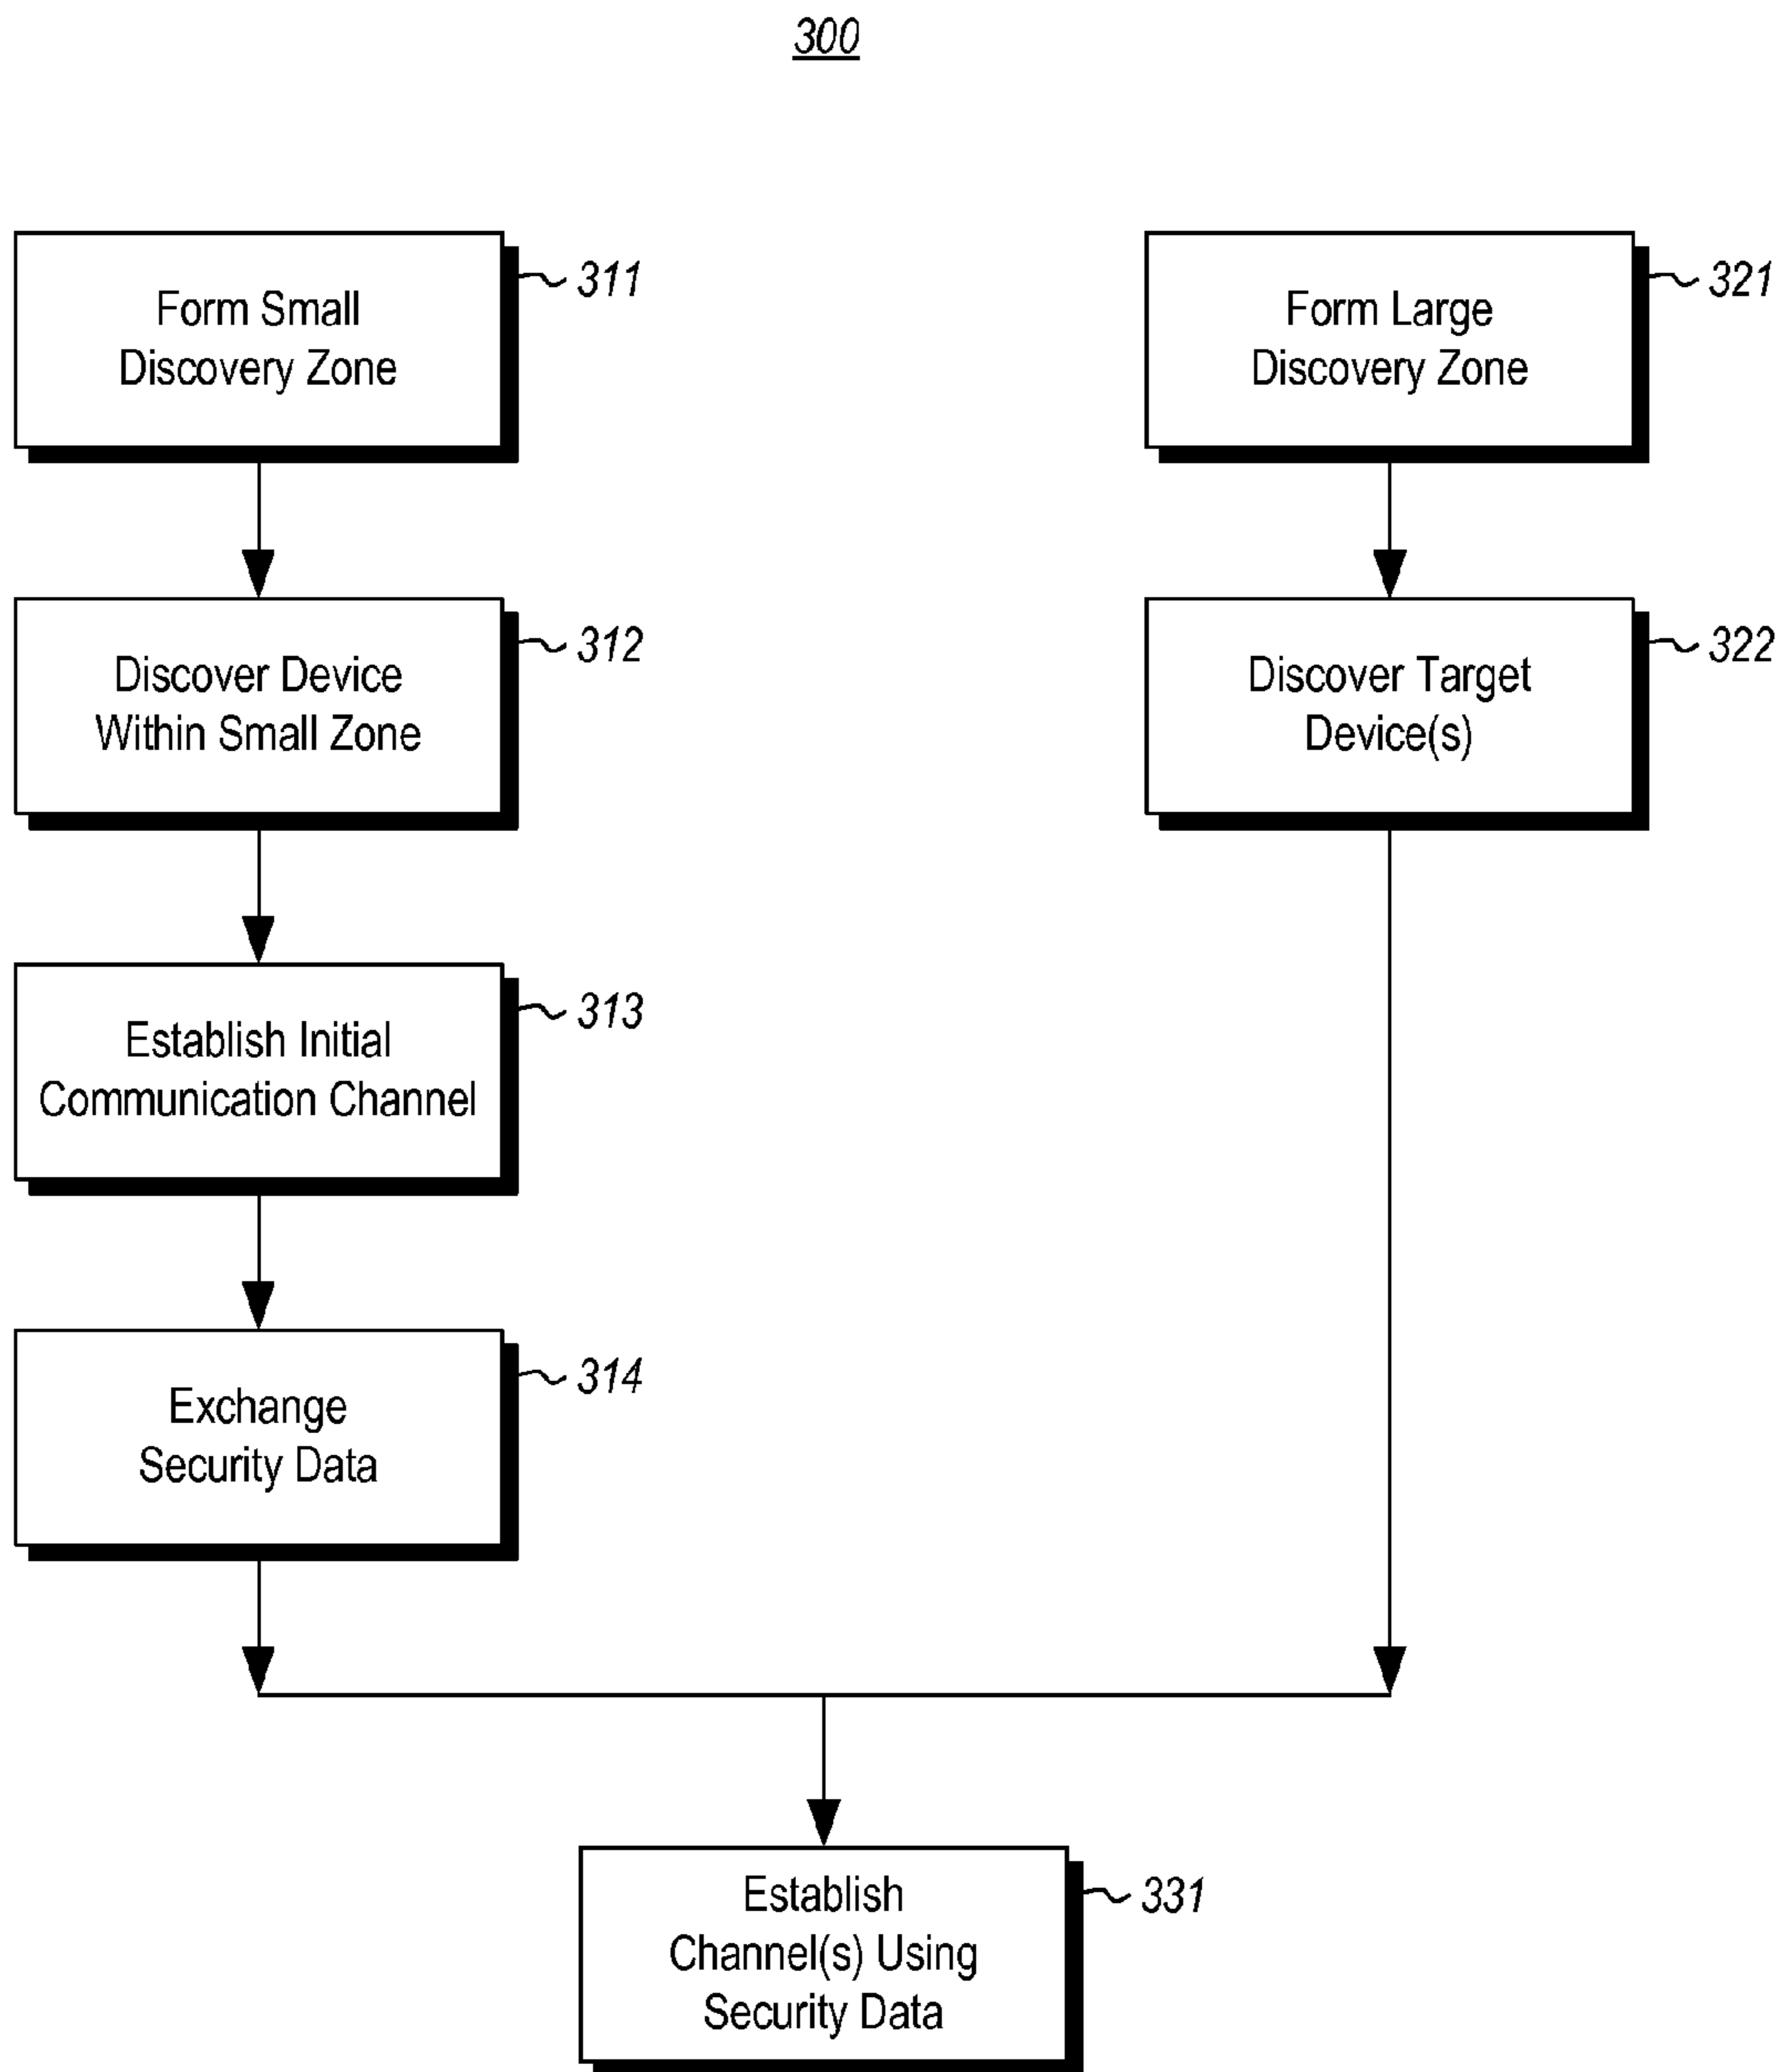 300
Form Small
Discovery Zone
311
Form Large
Discovery Zone
321
Discover Device
Within Small Zone
312
Discover Target
Device(s)
322
Establish Initial
Communication Channel
313
Exchange
Security Data
314
Establish
Channel(s) Using
Security Data
331